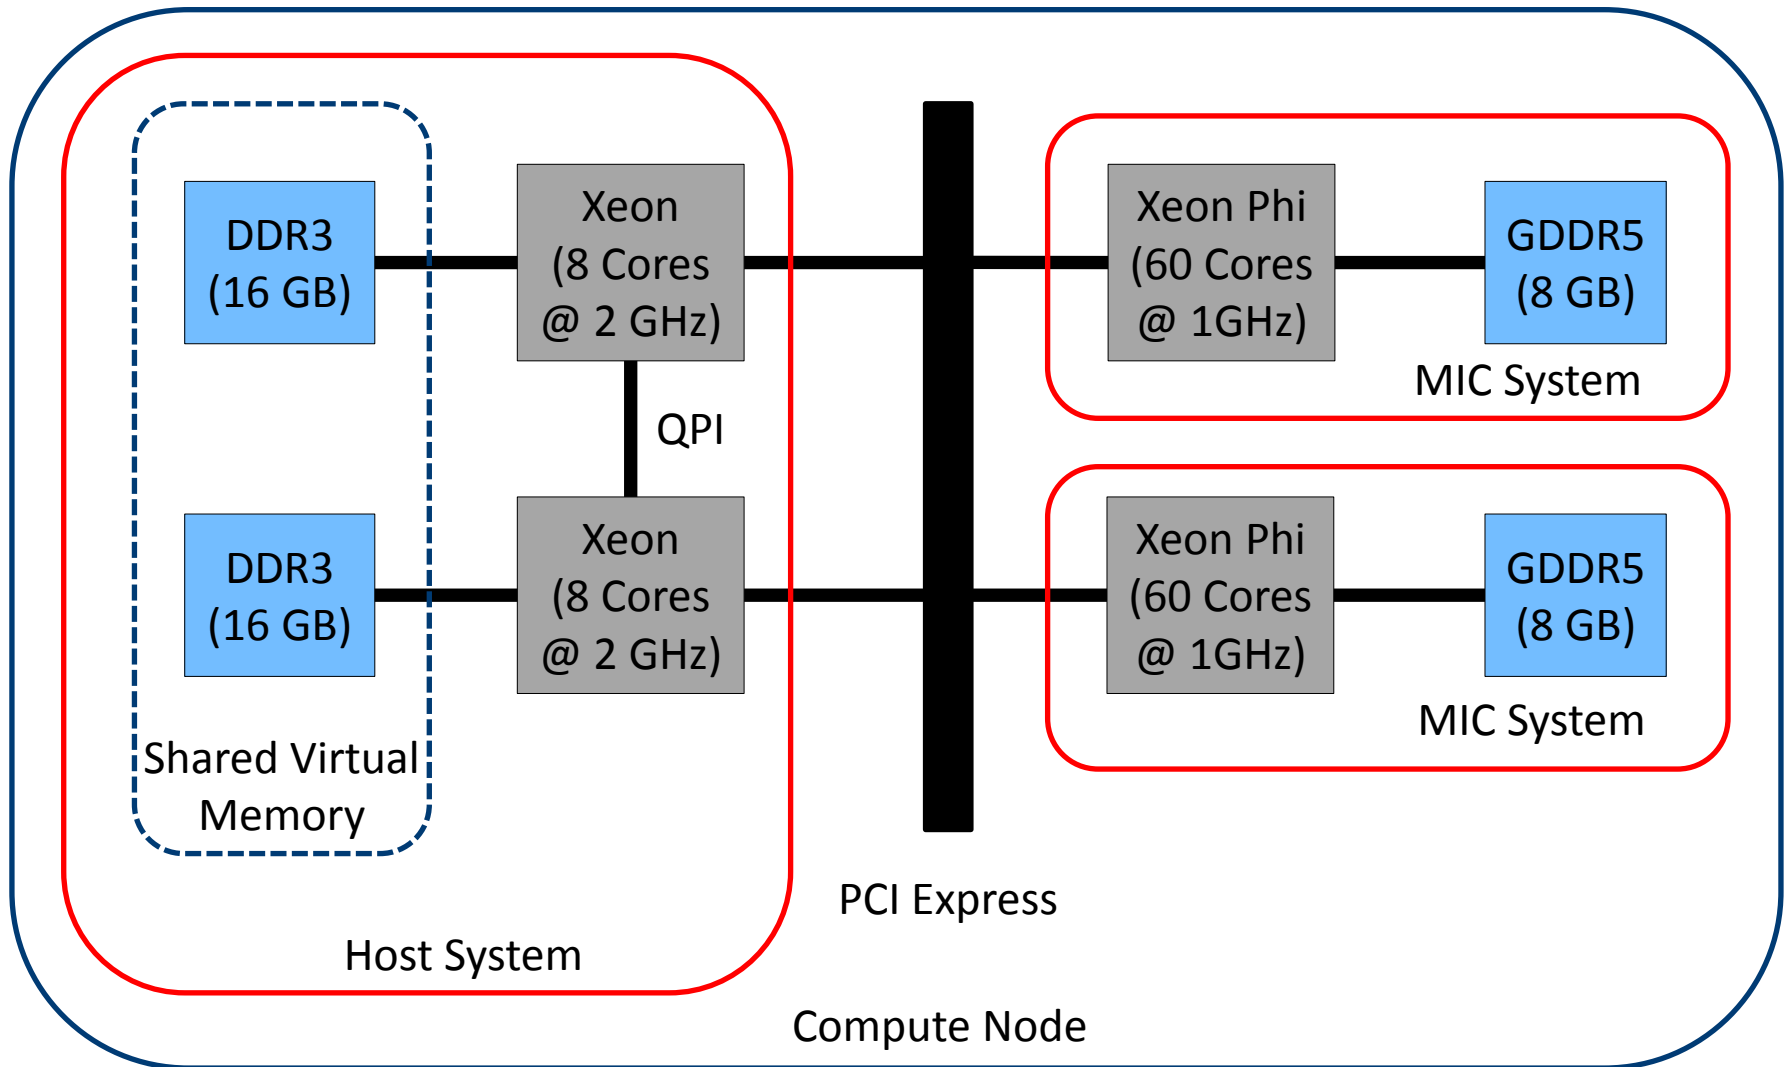 DDR3
(16 GB)
Xeon
(8 Cores
@ 2 GHz)
Xeon Phi
(60 Cores
@ 1GHz)
GDDR5
(8 GB)
MIC System
QPI
DDR3
(16 GB)
Xeon
(8 Cores
@ 2 GHz)
Xeon Phi
(60 Cores
@ 1GHz)
GDDR5
(8 GB)
MIC System
Shared Virtual
Memory
PCI Express
Host System
Compute Node